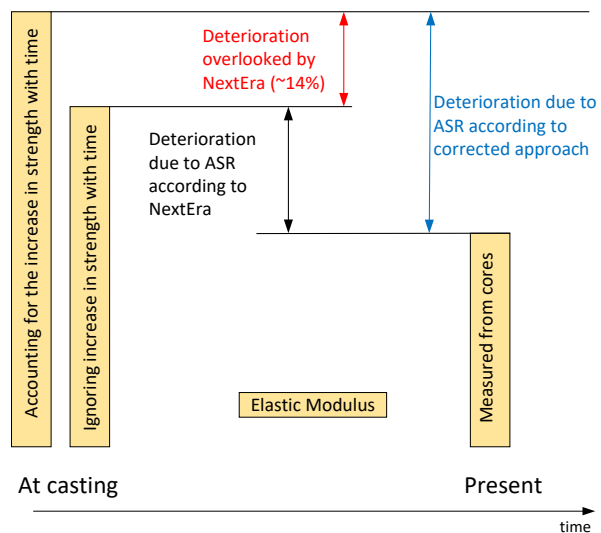 Accounting for the increase in strength with time
Ignoring increase in strength with time
Deterioration
overlooked by
NextEra (~14%)
Deterioration
due to ASR
according to
NextEra
Deterioration due to
ASR according to
corrected approach
Elastic Modulus
Measured from cores
At casting
Present
time